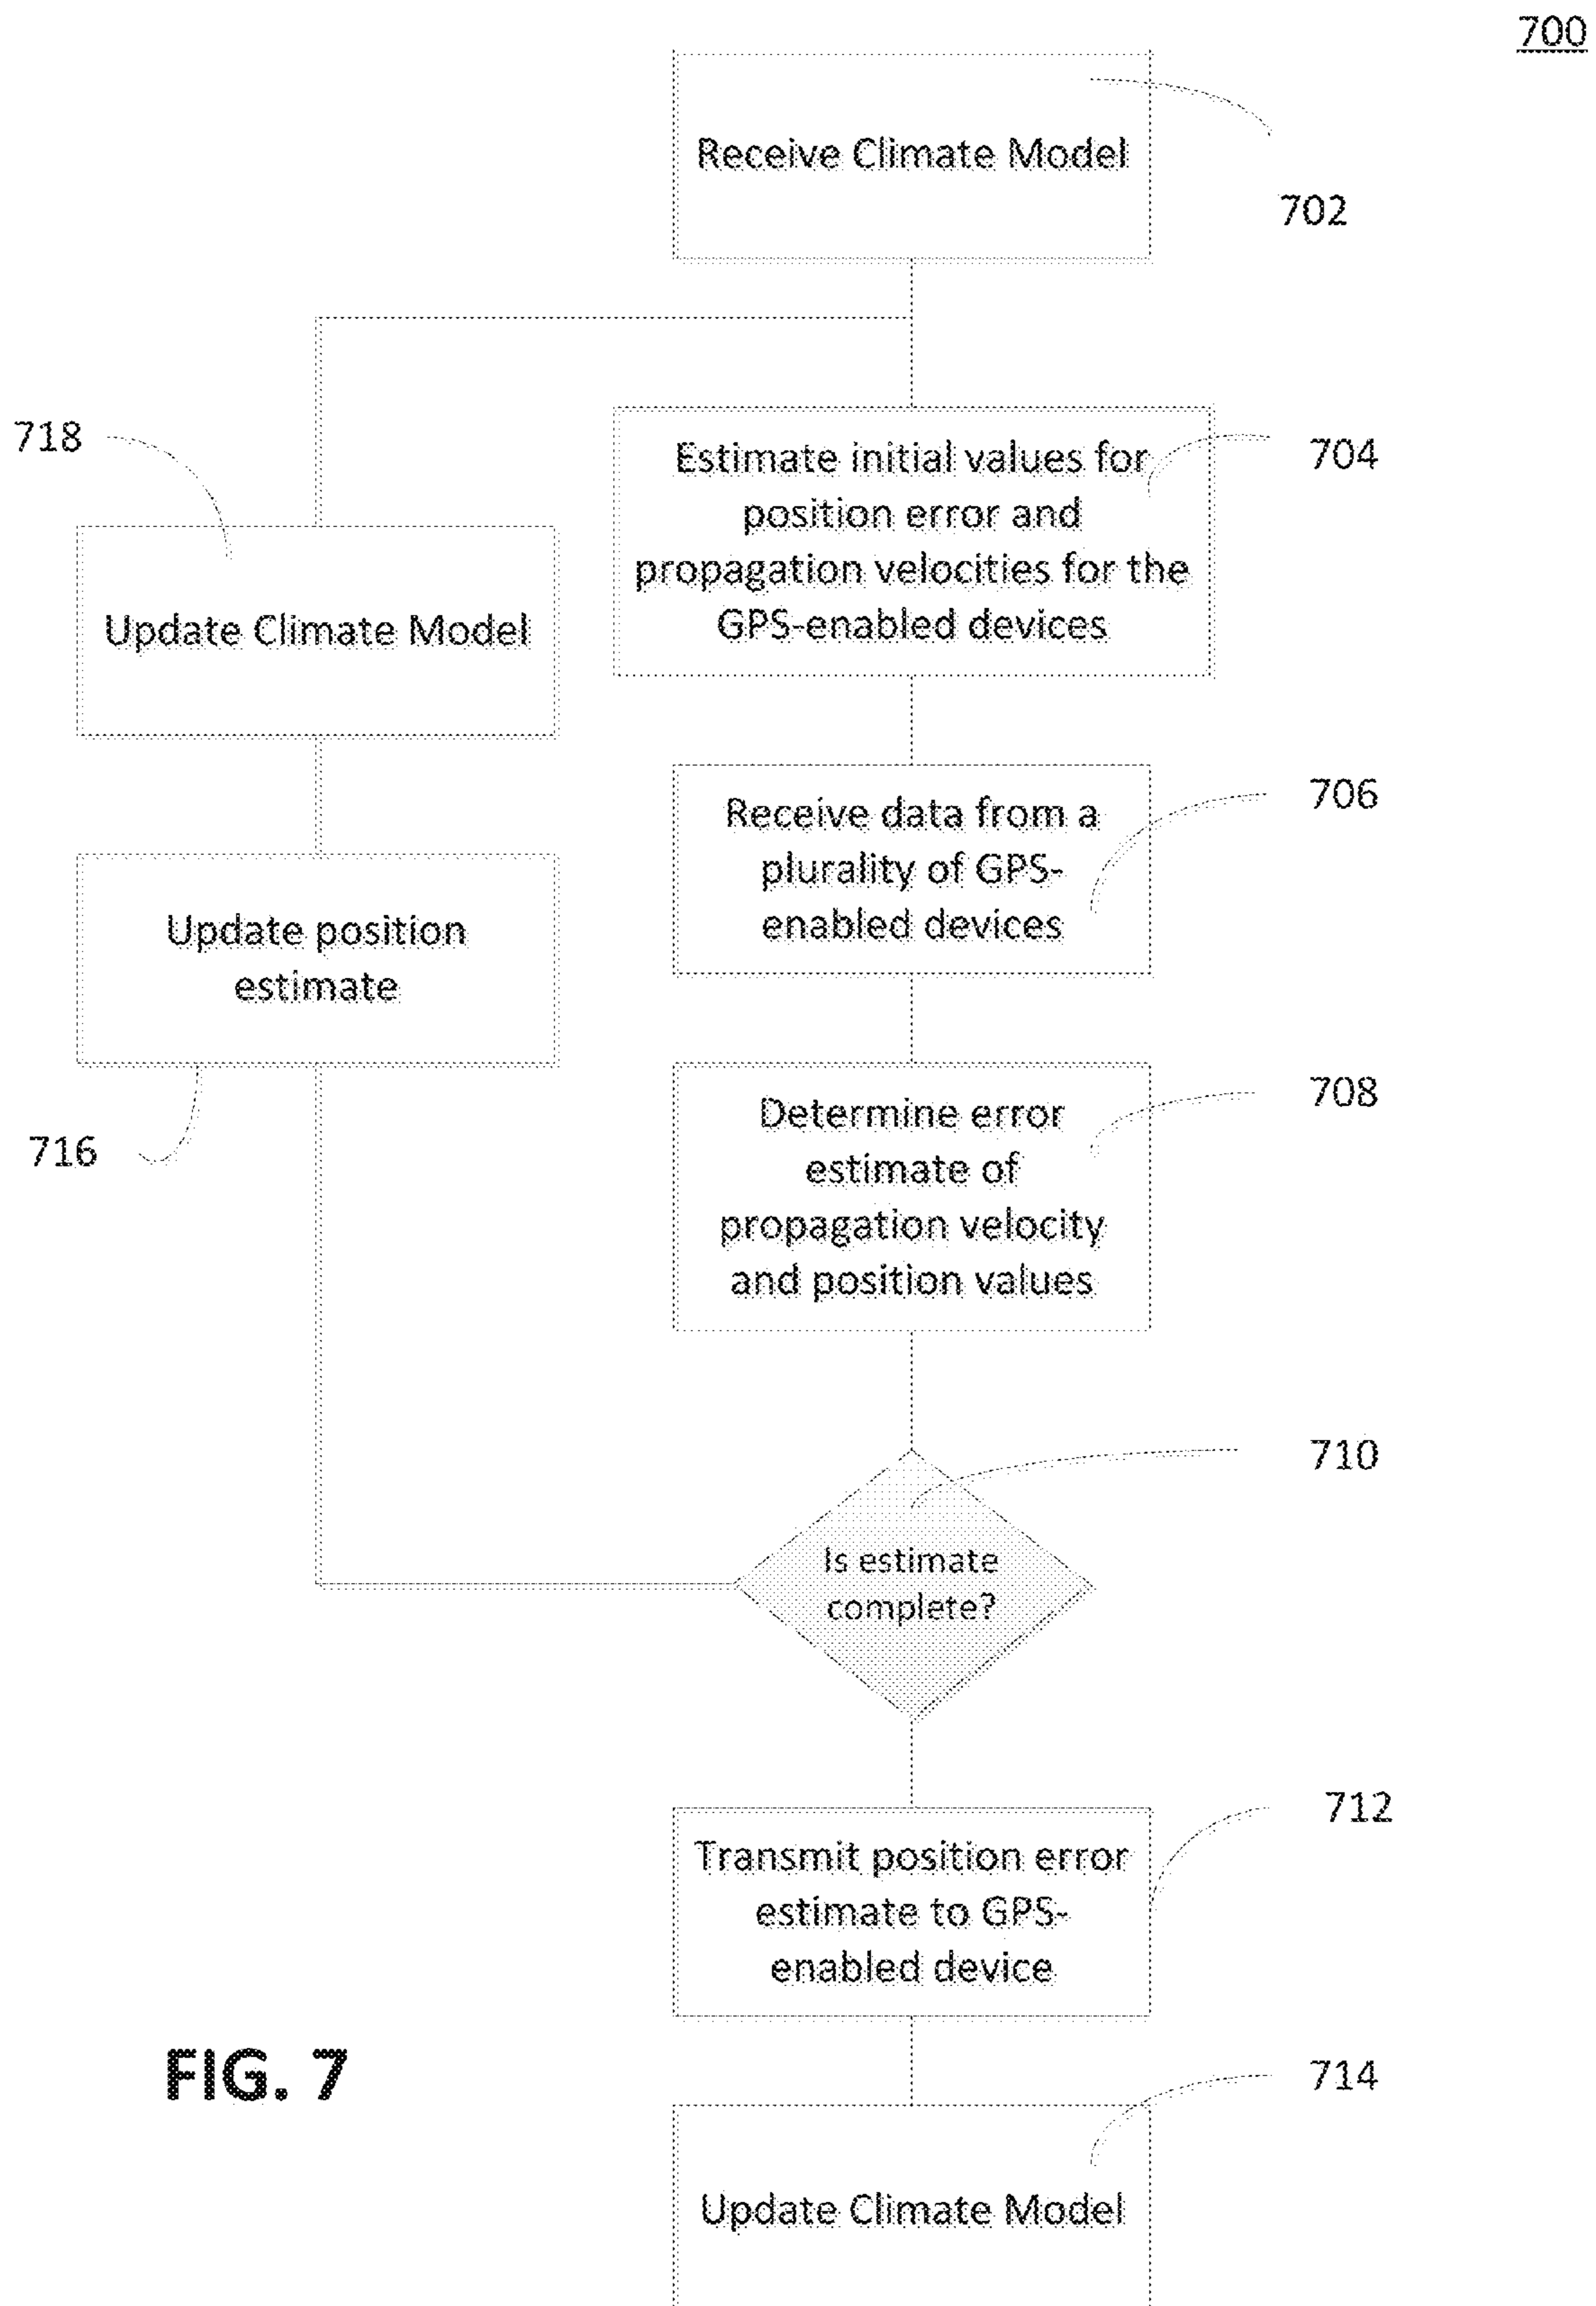 700
Receive Climate Model
702
718
Estimate initial values for
position error and
propagation velocities for the
GPS-enabled devices
704
Update Climate Model
Receive data from a
plurality of GPS-
enabled devices
706
Update position
estimate
716
Determine error
estimate of
propagation velocity
and position values
708
710
Is estimate
complete?
Transmit position error
estimate to GPS-
enabled device
712
FIG. 7
714
Update Climate Model